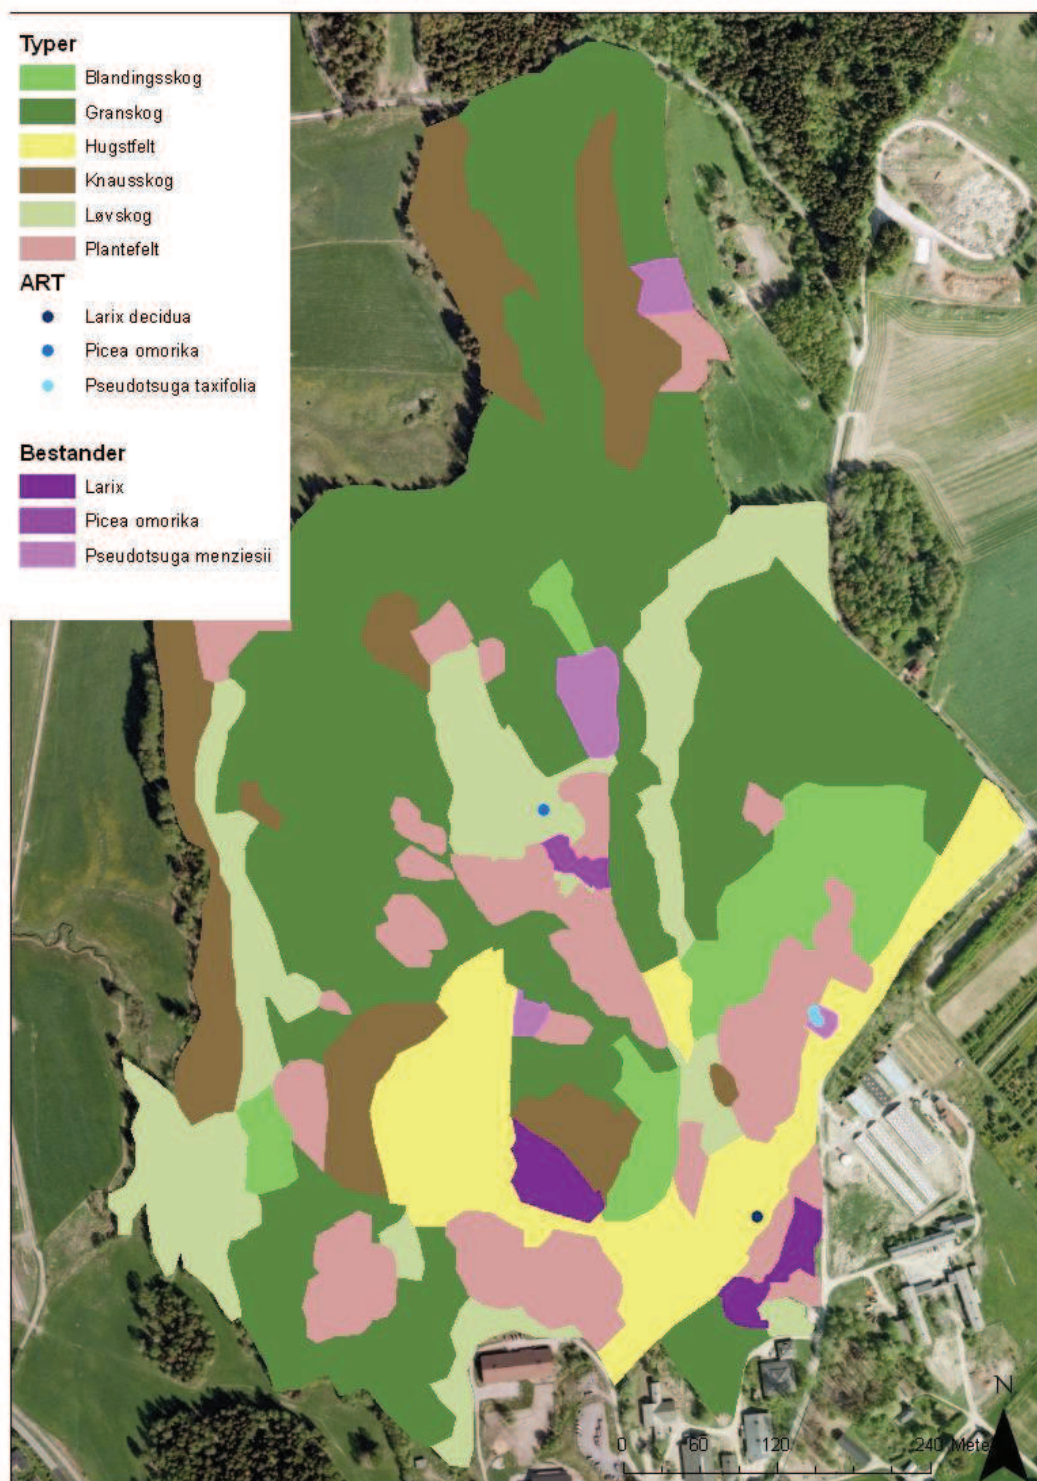 Typer
Blandingsskog
Granskog
Hugstfelt
Knausskog
Løvskog
Plantefelt
ART
Larix decidua
Picea omorika
Pseudotsuga taxifolia
Bestander
Larix
Picea omorika
Pseudotsuga menziesii
N
0 60 120 240 Mete